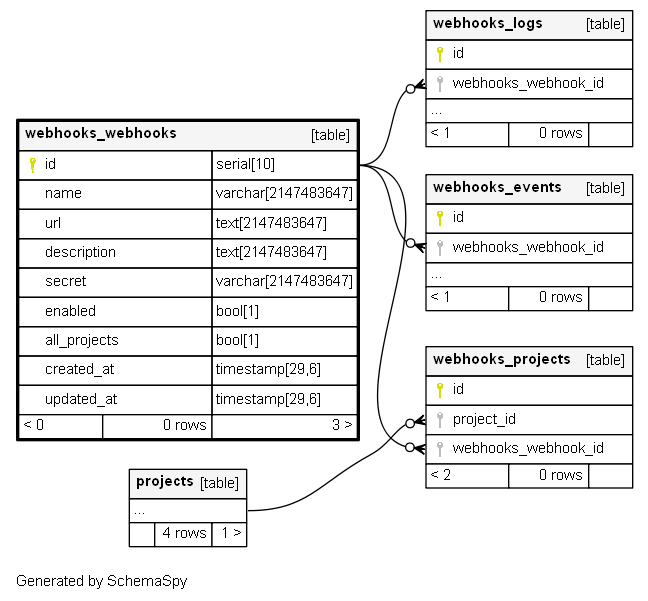 webhooks_logs [table]
id
webhooks_webhook_id
...
< 1 0 rows
webhooks_webhooks [table]
id serial[10]
name varchar[2147483647]
url text[2147483647]
description text[2147483647]
secret varchar[2147483647]
enabled bool[1]
all_projects bool[1]
created_at timestamp[29,6]
updated_at timestamp[29,6]
< 0 0 rows 3 >
webhooks_events [table]
id
webhooks_webhook_id
...
< 1 0 rows
webhooks_projects [table]
id
project_id
webhooks_webhook_id
< 2 0 rows
projects [table]
...
4 rows 1 >
Generated by SchemaSpy